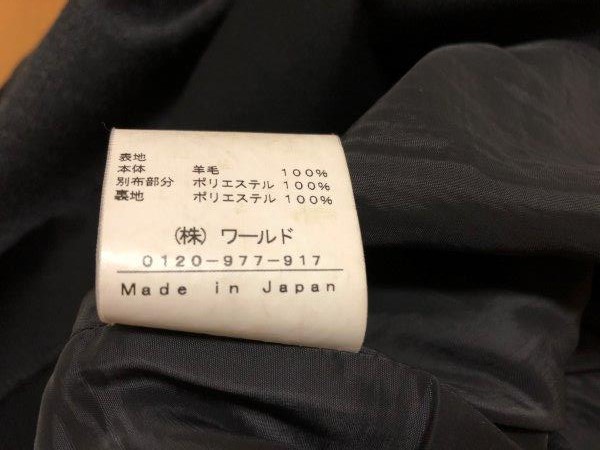 表地
本体 羊毛 100%
別布部分 ポリエステル 100%
裏地 ポリエステル 100%
(株) ワールド
0120-977-917
Made in Japan